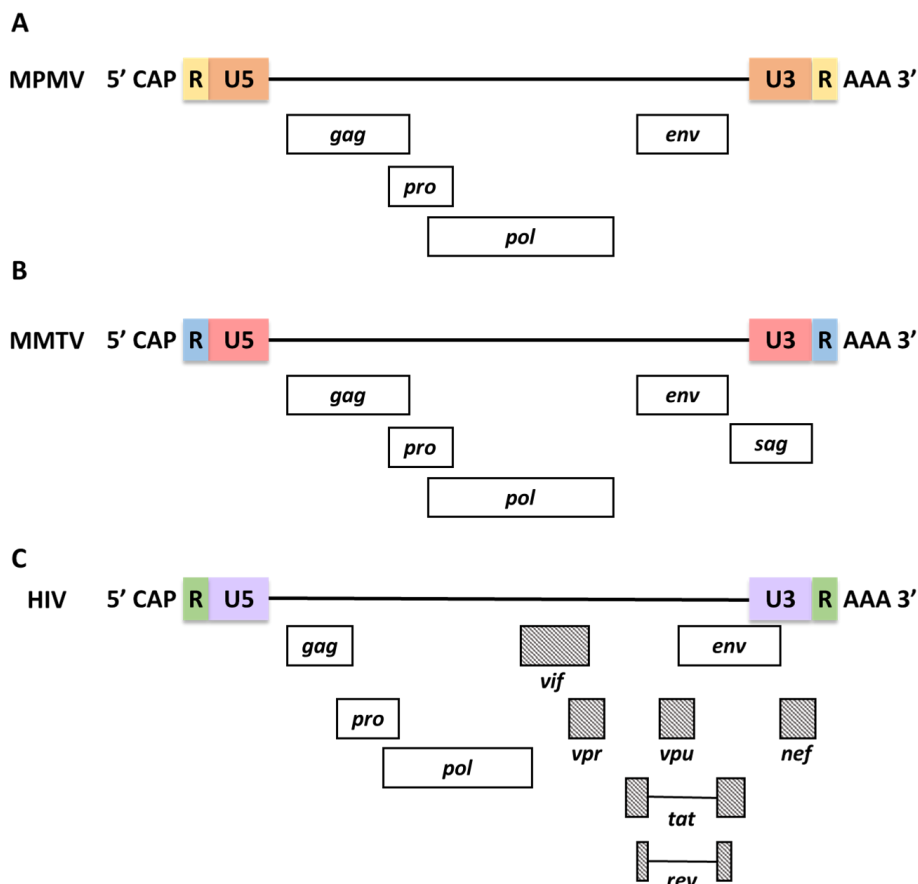 A
MPMV 5’ CAP R U5 U3 R AAA 3’
gag env
pro
pol
B
MMTV 5’ CAP R U5 U3 R AAA 3’
gag env
pro sag
pol
C
HIV 5’ CAP R U5 U3 R AAA 3’
gag env
vif
pro
vpr vpu nef
pol
tat
rev